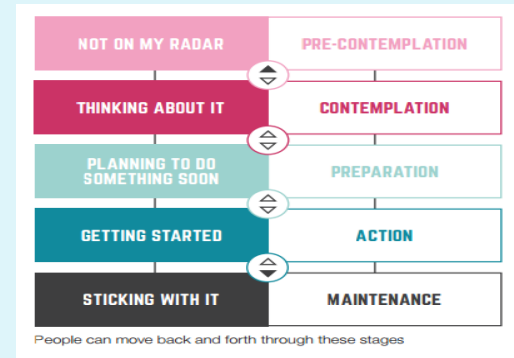 NOT ON MY RADAR
PRE-CONTEMPLATION
THINKING ABOUT IT
CONTEMPLATION
PLANNING TO DO
SOMETHING SOON
PREPARATION
GETTING STARTED
ACTION
STICKING WITH IT
MAINTENANCE
People can move back and forth through these stages